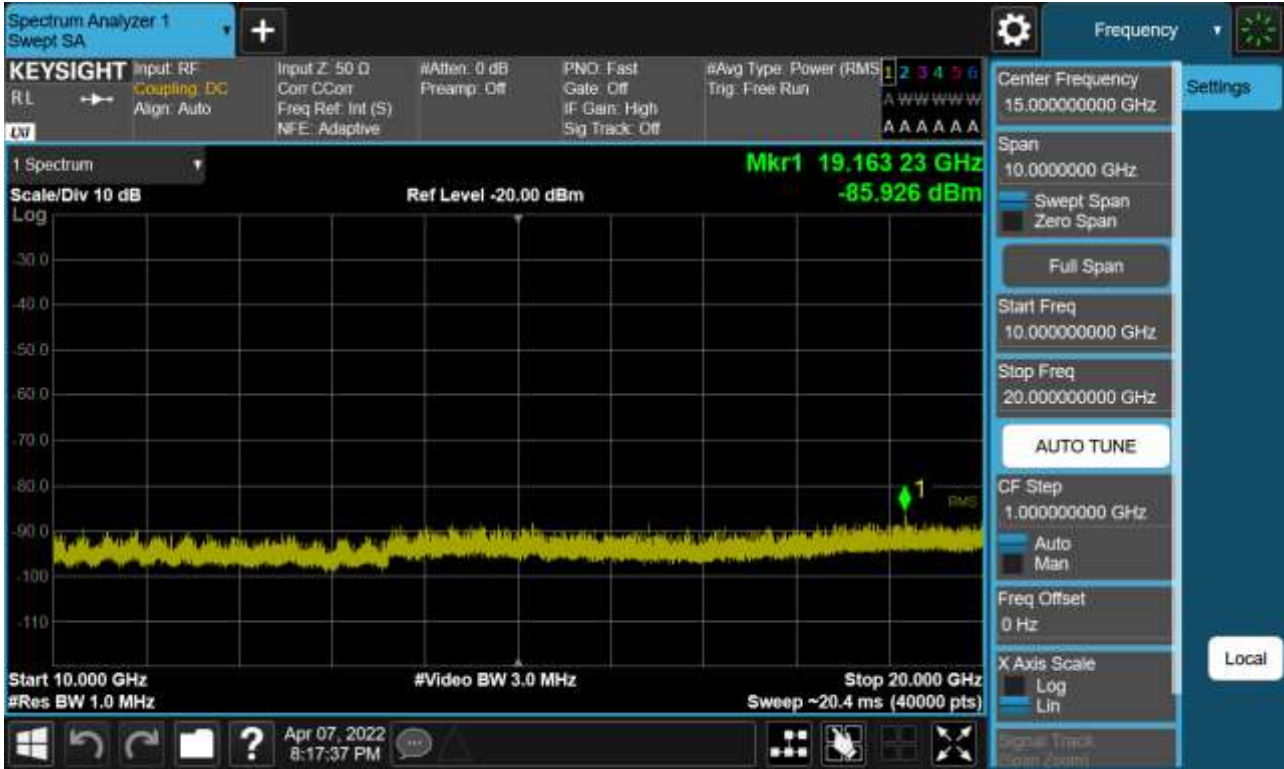 Spectrum Analyzer 1
Swept SA
+
Frequency
KEYSIGHT
RL
LXI
Input: RF
Coupling: DC
Align: Auto
Input Z: 50 Ω
Corr CCorr
Freq Ref: Int (S)
NFE: Adaptive
#Atten: 0 dB
Preamp: Off
PNO: Fast
Gate: Off
IF Gain: High
Sig Track: Off
#Avg Type: Power (RMS
Trig: Free Run
1 2 3 4 5 6
A W W W W W
A A A A A A
1 Spectrum
Scale/Div 10 dB
Ref Level -20.00 dBm
Mkr1 19.163 23 GHz
-85.926 dBm
Log
-30.0
-40.0
-50.0
-60.0
-70.0
-80.0
-90.0
-100
-110
1
RMS
Start 10.000 GHz
#Res BW 1.0 MHz
#Video BW 3.0 MHz
Stop 20.000 GHz
Sweep ~20.4 ms (40000 pts)
Center Frequency
15.000000000 GHz
Span
10.0000000 GHz
Swept Span
Zero Span
Full Span
Start Freq
10.000000000 GHz
Stop Freq
20.000000000 GHz
AUTO TUNE
CF Step
1.000000000 GHz
Auto
Man
Freq Offset
0 Hz
X Axis Scale
Log
Lin
Signal Track
(Span Zoom)
Settings
Local
?
Apr 07, 2022
8:17:37 PM